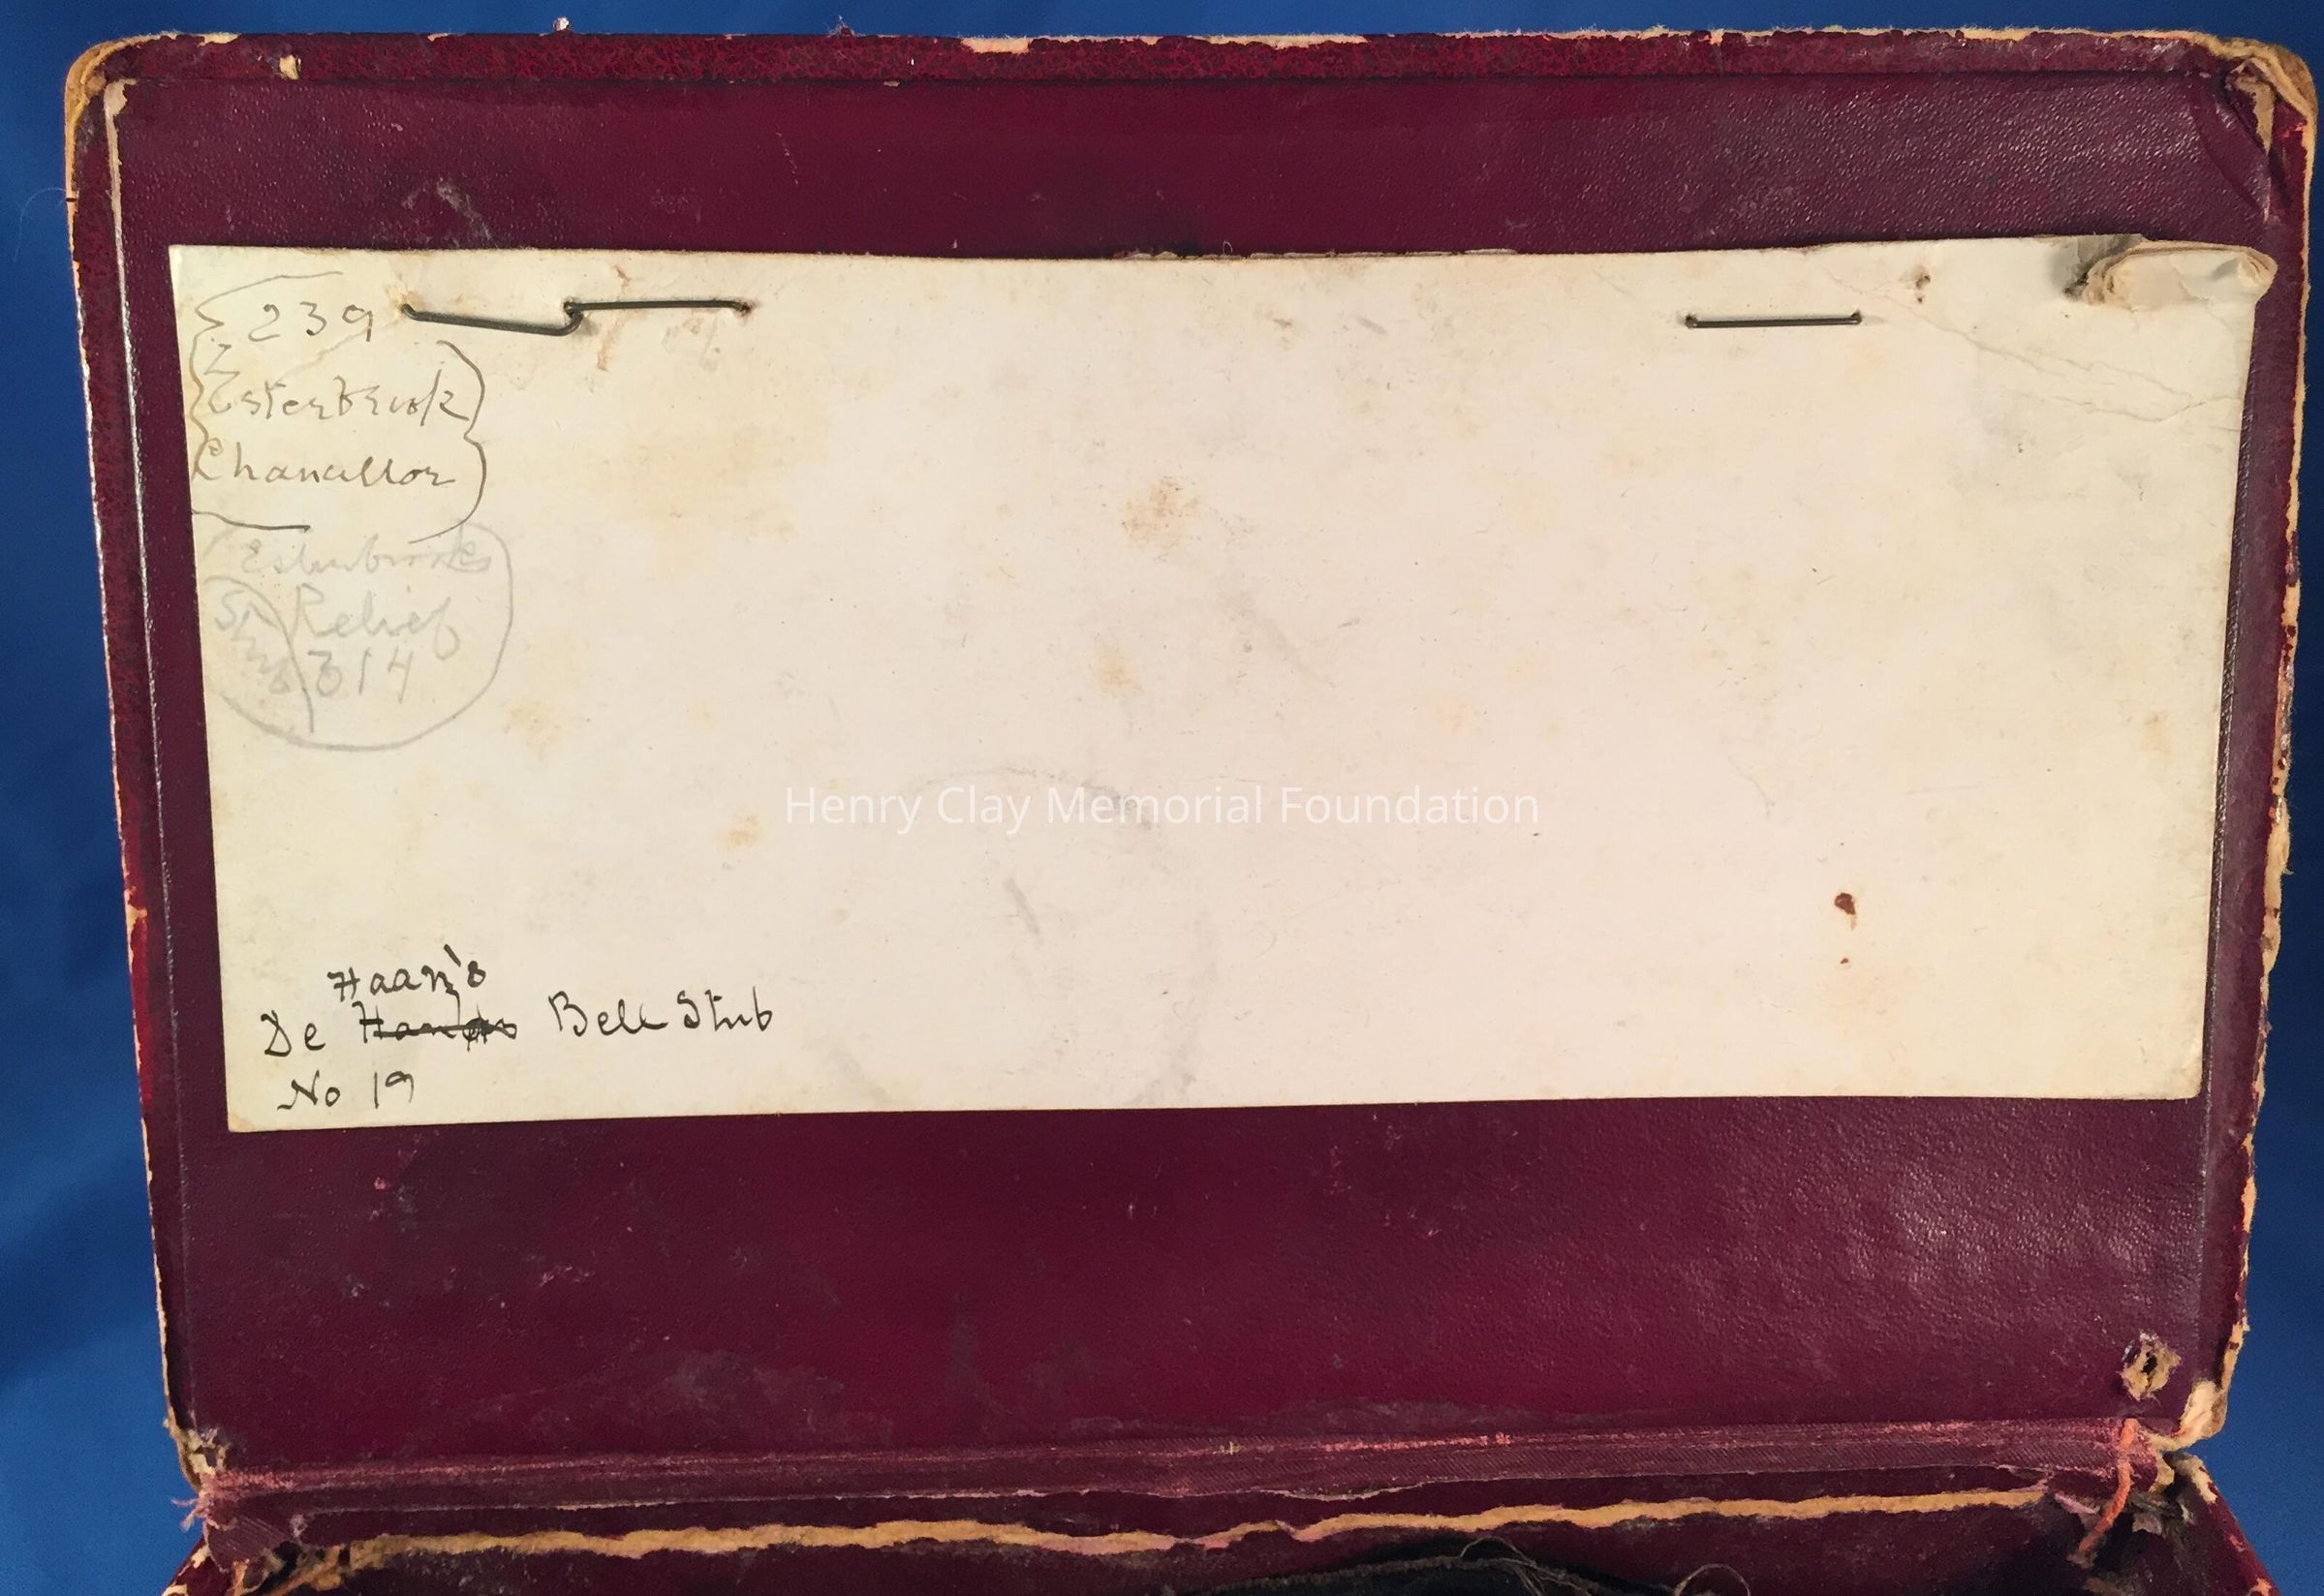 239
Esterbrook
Chancellor
Esterbrooks
Relief
314
Henry Clay Memorial Foundation
Haan's
De Bell Stub
No 19